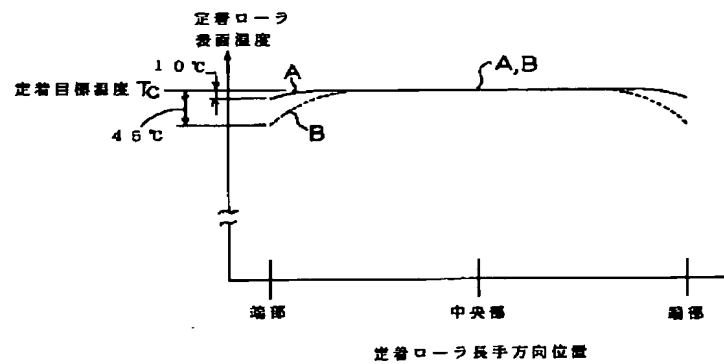 定着ローラ
表面温度
10℃
A
A,B
定着目標温度 Tc
45℃
B
端部
中央部
端部
定着ローラ長手方向位置